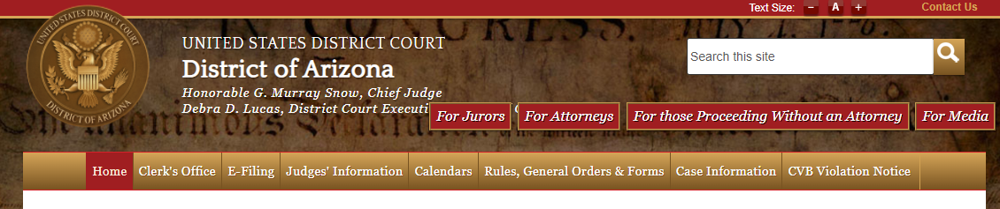 Text Size: − A +
Contact Us
UNITED STATES DISTRICT COURT
DISTRICT OF ARIZONA
UNITED STATES DISTRICT COURT
District of Arizona
Honorable G. Murray Snow, Chief Judge
Debra D. Lucas, District Court
Search this site
For Jurors
For Attorneys
For those Proceeding Without an Attorney
For Media
Home
Clerk's Office
E-Filing
Judges' Information
Calendars
Rules, General Orders & Forms
Case Information
CVB Violation Notice